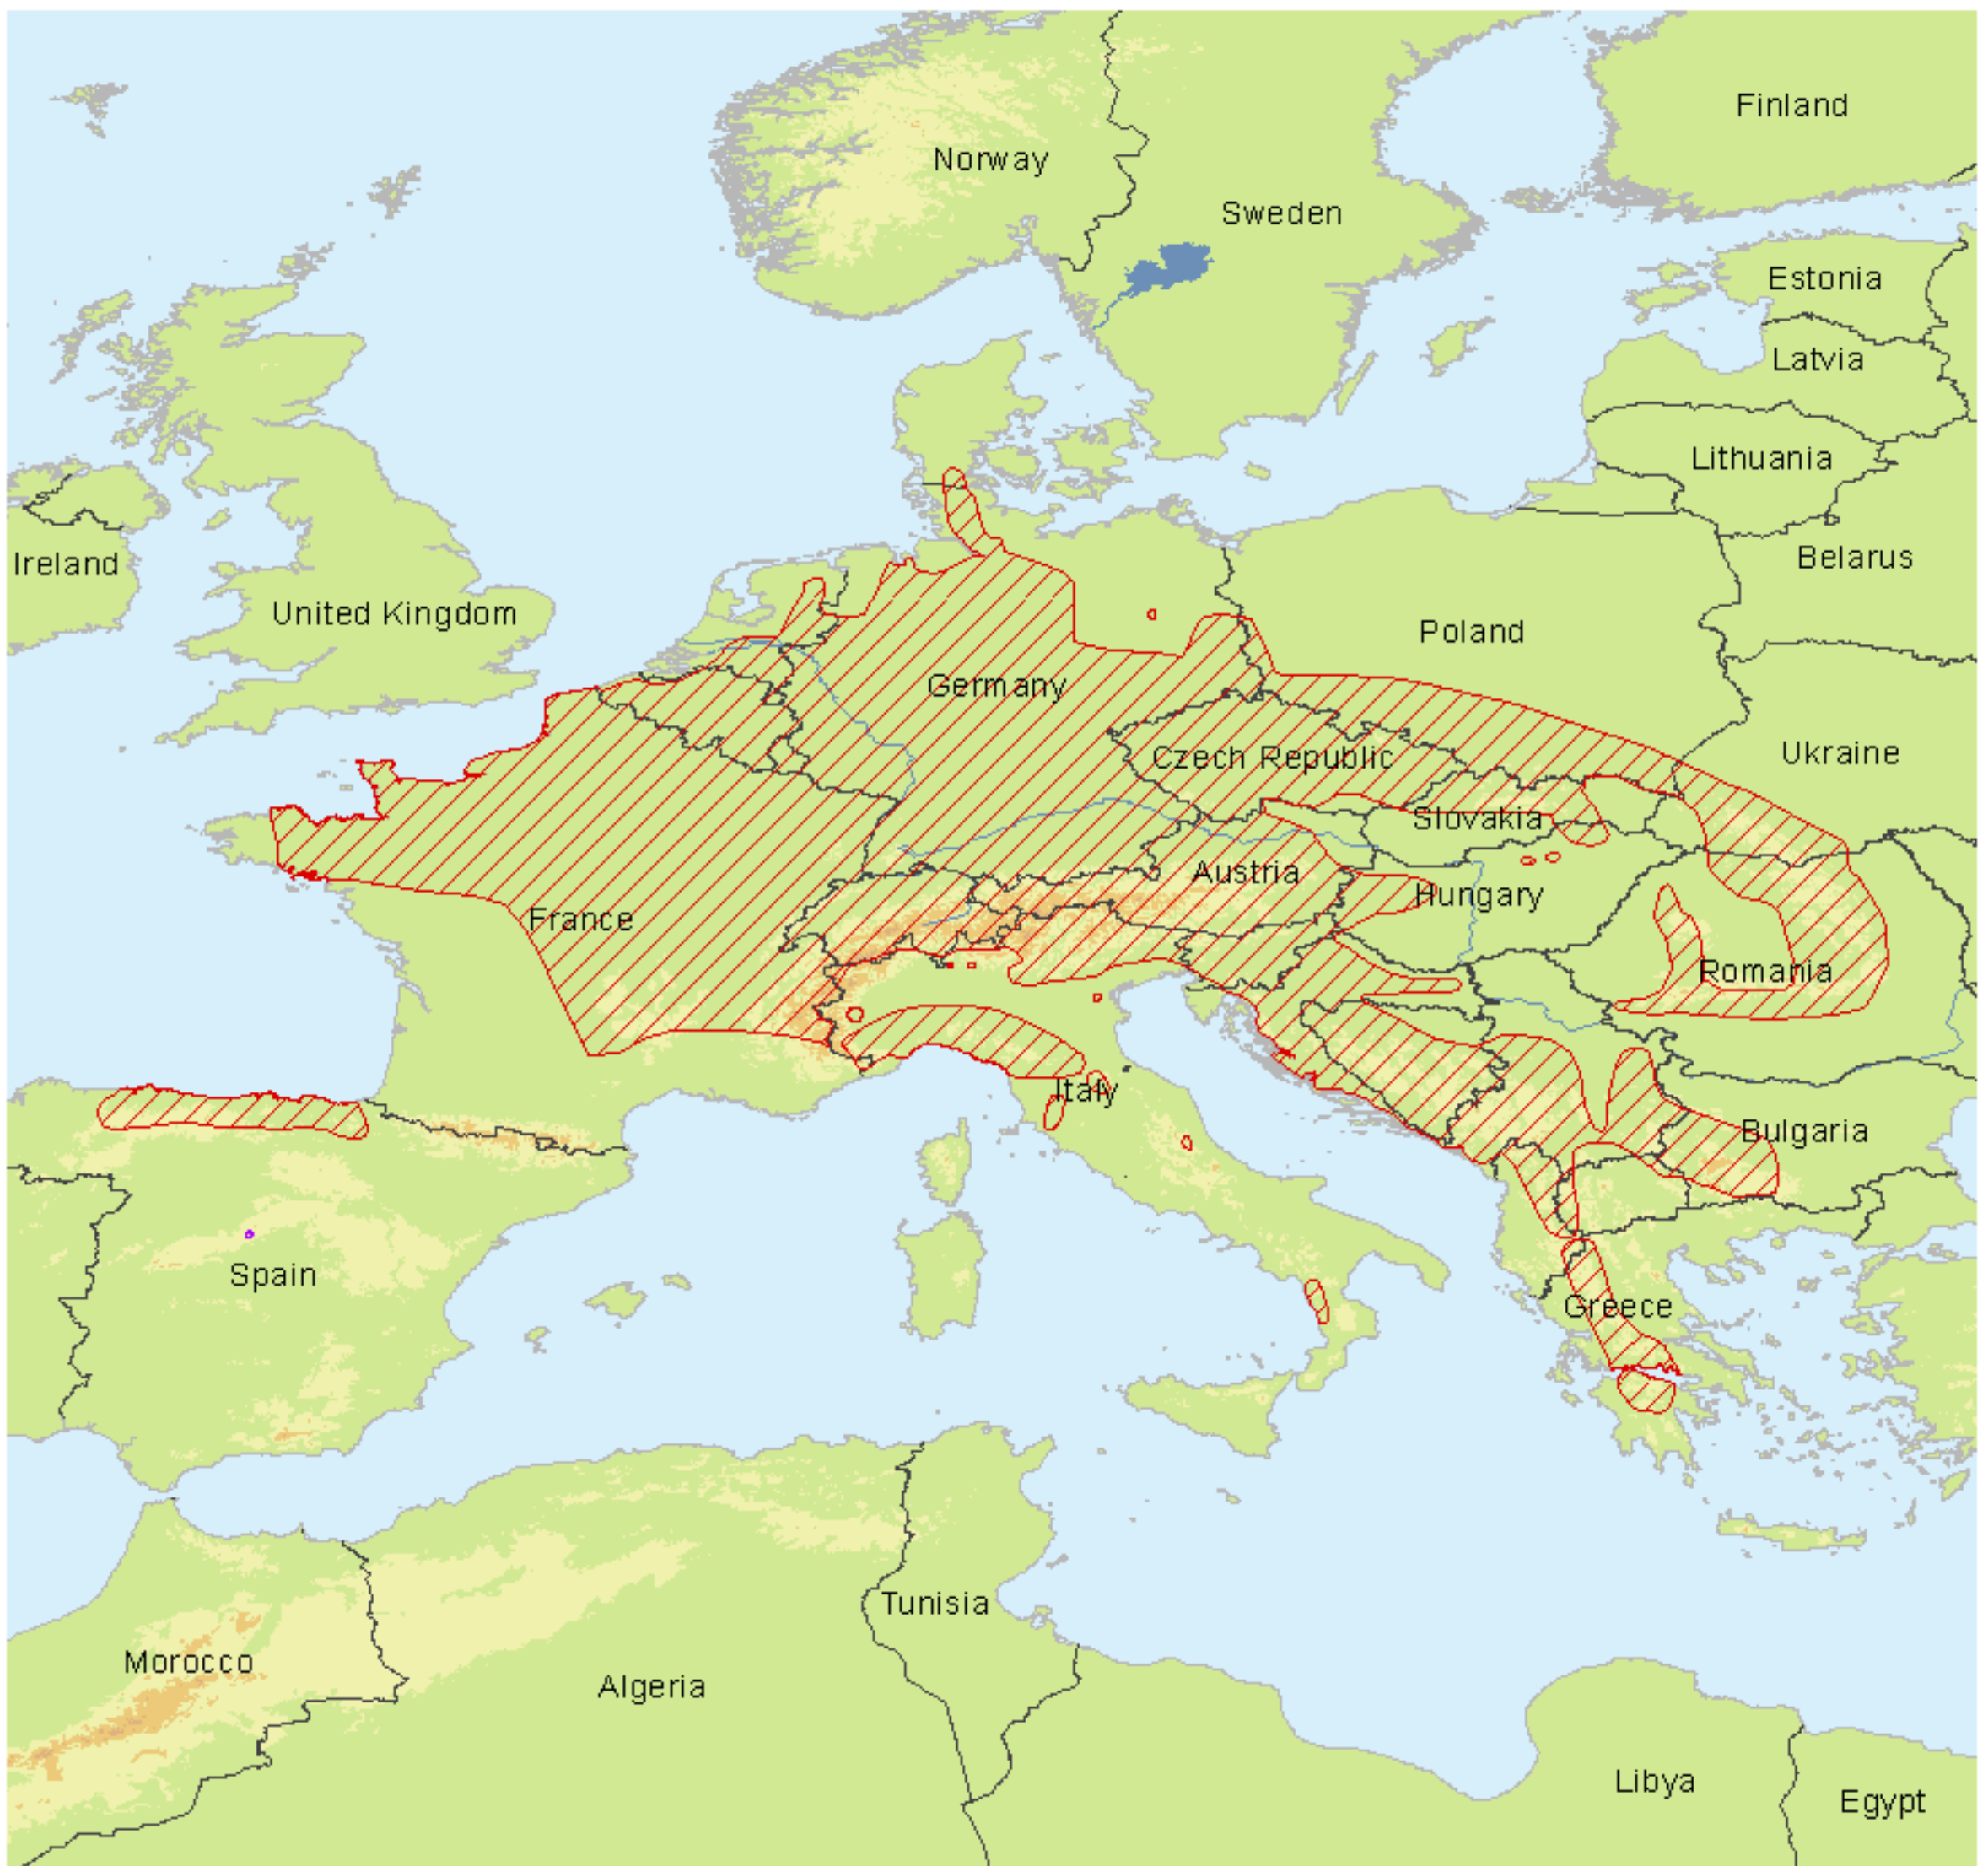 Finland
Norway
Sweden
Estonia
Latvia
Lithuania
Ireland
Belarus
United Kingdom
Poland
Germany
Ukraine
Czech Republic
Slovakia
Austria
Hungary
France
Romania
Italy
Bulgaria
Spain
Greece
Tunisia
Morocco
Algeria
Libya
Egypt